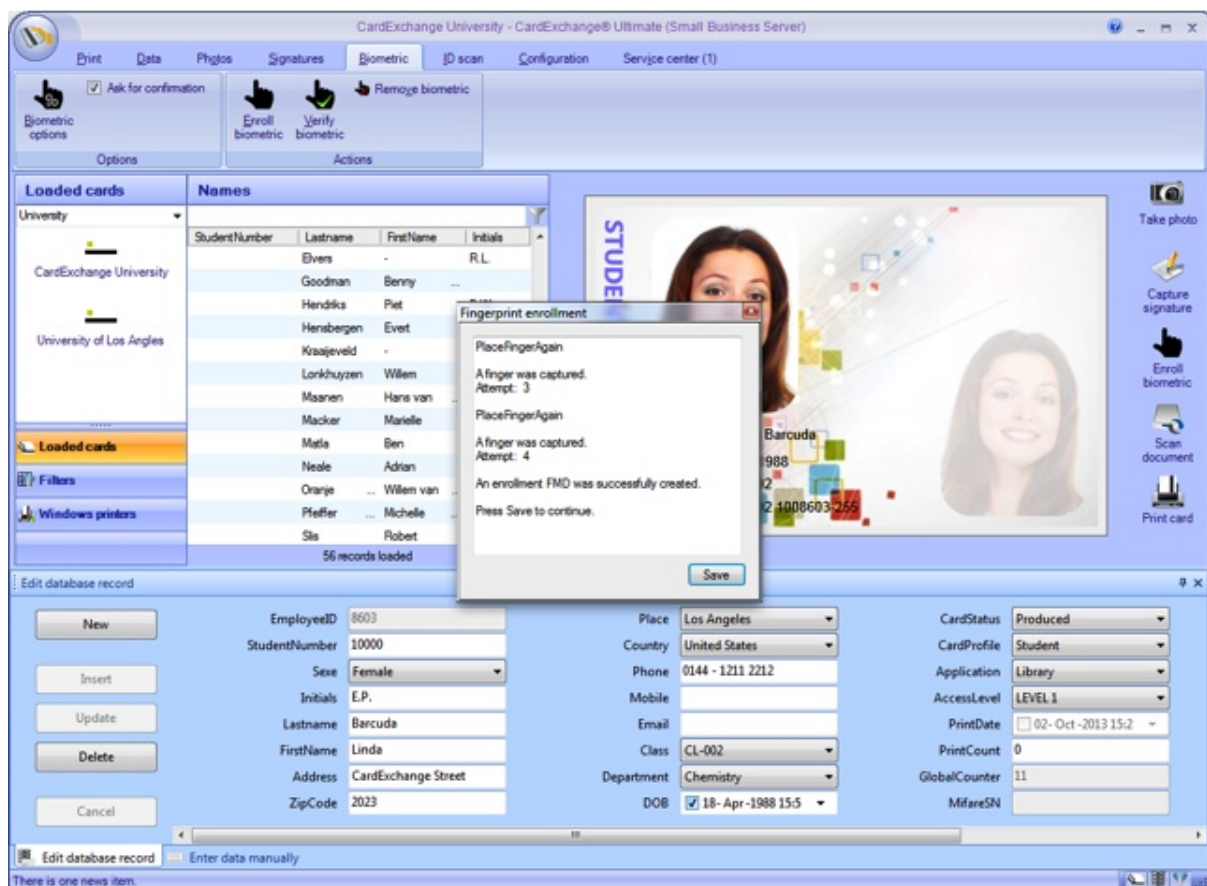 CardExchange University - CardExchange® Ultimate (Small Business Server)
Print Data Photos Signatures Biometric ID scan Configuration Service center (1)
Biometric options
Ask for confirmation
Options
Enroll biometric
Verify biometric
Remove biometric
Actions
Loaded cards
University
CardExchange University
University of Los Angles
Loaded cards
Filters
Windows printers
Names
StudentNumber Lastname FirstName Initials
Elvers - R.L.
Goodman Benny ...
Hendriks Piet
Hensbergen Evert
Kraaijeveld -
Lonkhuyzen Willem
Maanen Hans van
Macker Marielle
Matla Ben
Neale Adrian
Oranje ... Willem van
Pfeiffer ... Michelle
Slis Robert
56 records loaded
Fingerprint enrollment
PlaceFingerAgain
A finger was captured.
Attempt: 3
PlaceFingerAgain
A finger was captured.
Attempt: 4
An enrollment FMD was successfully created.
Press Save to continue.
Save
Barcuda
1008603-255
Take photo
Capture signature
Enroll biometric
Scan document
Print card
Edit database record
New
Insert
Update
Delete
Cancel
EmployeeID 8603
StudentNumber 10000
Sexe Female
Initials E.P.
Lastname Barcuda
FirstName Linda
Address CardExchange Street
ZipCode 2023
Place Los Angeles
Country United States
Phone 0144 - 1211 2212
Mobile
Email
Class CL-002
Department Chemistry
DOB 18- Apr -1988 15:5
CardStatus Produced
CardProfile Student
Application Library
AccessLevel LEVEL 1
PrintDate 02- Oct -2013 15:2
PrintCount 0
GlobalCounter 11
MifareSN
Edit database record Enter data manually
There is one news item.